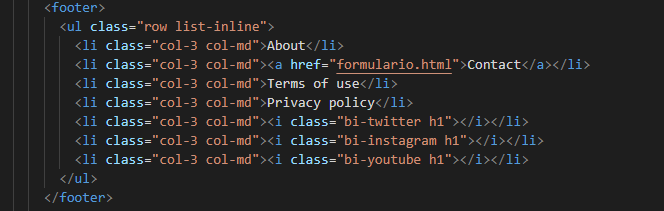 <footer>
<ul class="row list-inline">
<li class="col-3 col-md">About</li>
<li class="col-3 col-md"><a href="formulario.html">Contact</a></li>
<li class="col-3 col-md">Terms of use</li>
<li class="col-3 col-md">Privacy policy</li>
<li class="col-3 col-md"><i class="bi-twitter h1"></i></li>
<li class="col-3 col-md"><i class="bi-instagram h1"></i></li>
<li class="col-3 col-md"><i class="bi-youtube h1"></i></li>
</ul>
</footer>